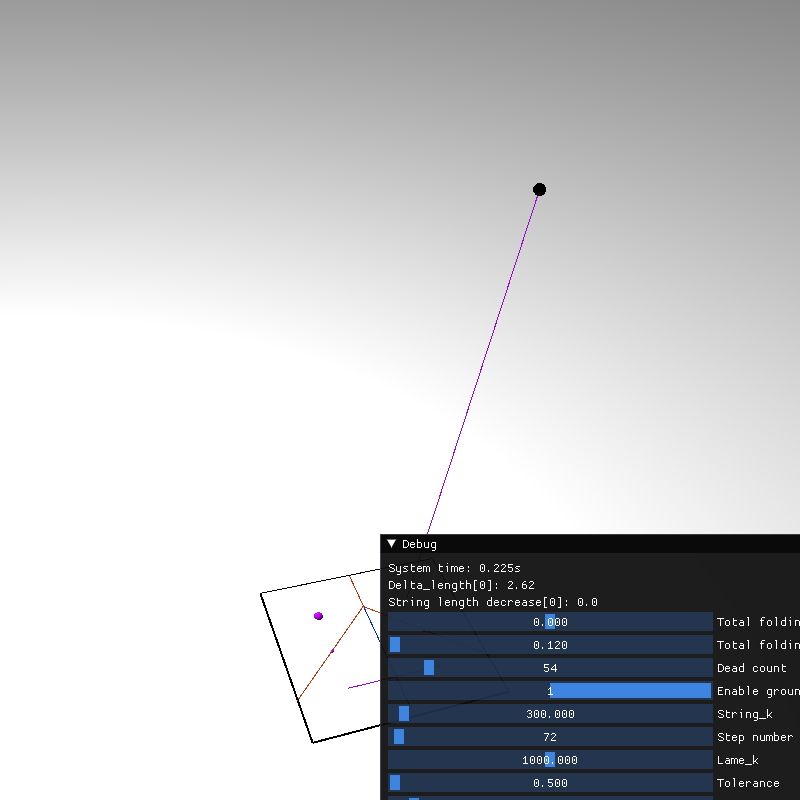 Debug
System time: 0.225s
Delta_length[0]: 2.62
String length decrease[0]: 0.0
0.000 Total foldin
0.120 Total foldin
54 Dead count
1 Enable groun
300.000 String_k
72 Step number
1000.000 Lame_k
0.500 Tolerance